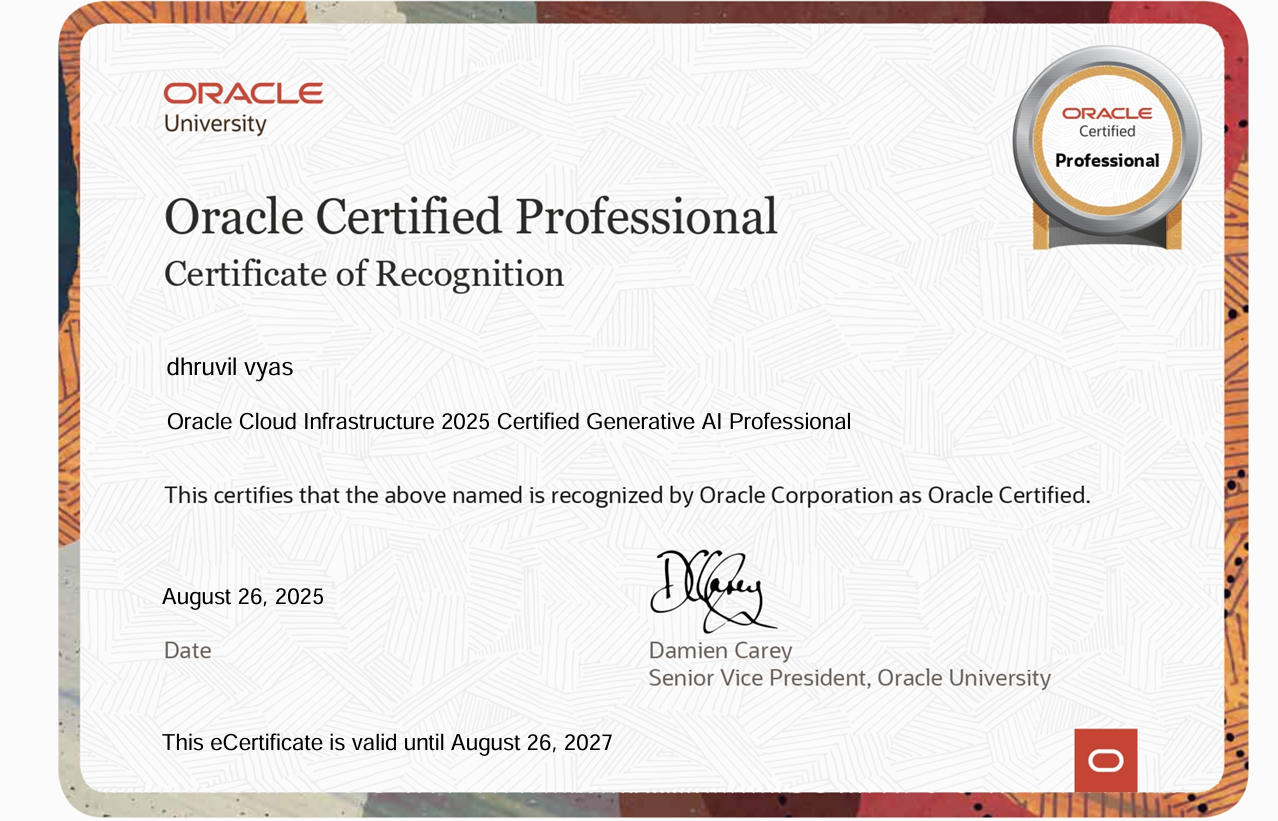 ORACLE
University
ORACLE
Certified
Professional
Oracle Certified Professional
Certificate of Recognition
dhruvil vyas
Oracle Cloud Infrastructure 2025 Certified Generative AI Professional
This certifies that the above named is recognized by Oracle Corporation as Oracle Certified.
August 26, 2025
Date
DCarey
Damien Carey
Senior Vice President, Oracle University
This eCertificate is valid until August 26, 2027